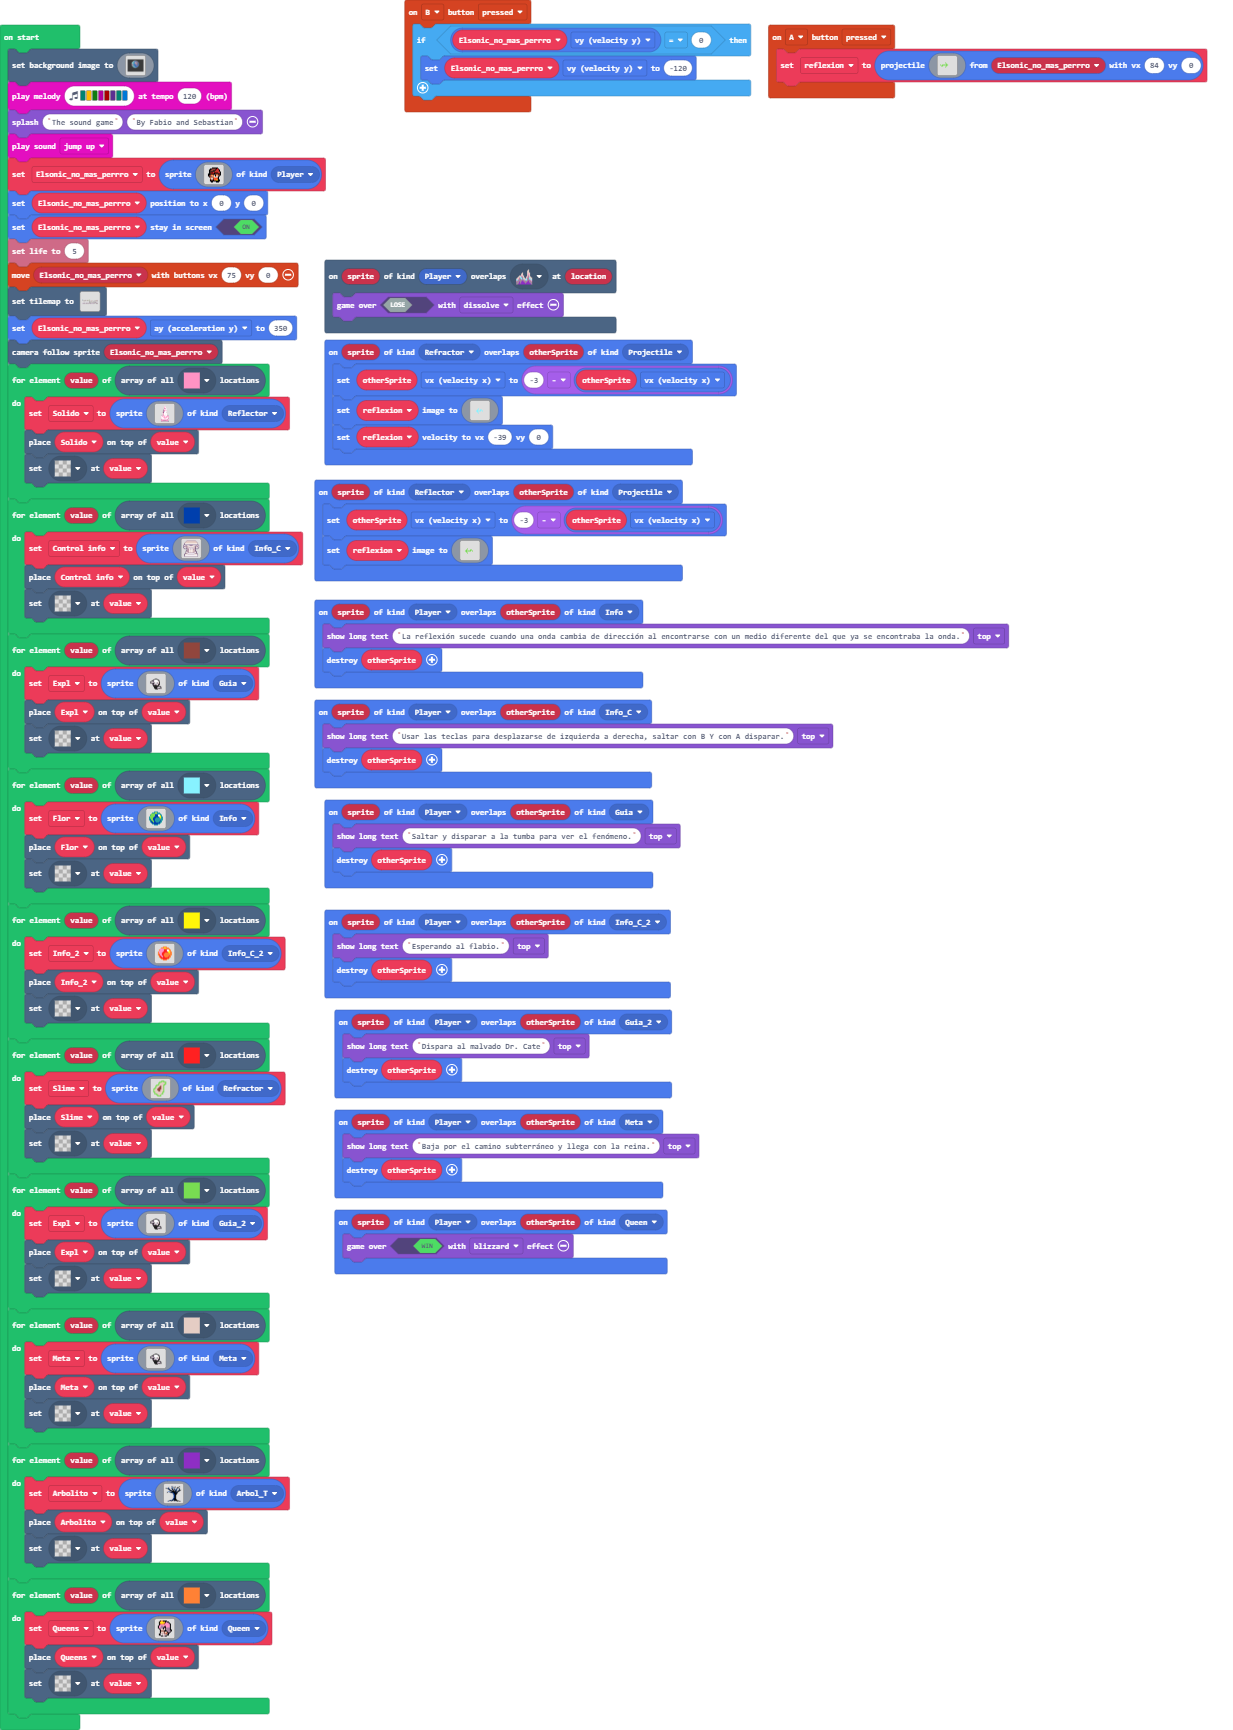 on start
set background image to
play melody at tempo 120 (bpm)
splash "The sound game" "By Fabio and Sebastian"
play sound jump up
set Elsonic_no_mas_perrro to sprite of kind Player
set Elsonic_no_mas_perrro position to x 0 y 0
set Elsonic_no_mas_perrro stay in screen ON
set life to 5
move Elsonic_no_mas_perrro with buttons vx 75 vy 0
set tilemap to
set Elsonic_no_mas_perrro ay (acceleration y) to 350
camera follow sprite Elsonic_no_mas_perrro
for element value of array of all locations
do
set Solido to sprite of kind Reflector
place Solido on top of value
set at value
for element value of array of all locations
do
set Control info to sprite of kind Info_C
place Control info on top of value
set at value
for element value of array of all locations
do
set Expl to sprite of kind Guia
place Expl on top of value
set at value
for element value of array of all locations
do
set Flor to sprite of kind Info
place Flor on top of value
set at value
for element value of array of all locations
do
set Info_2 to sprite of kind Info_C_2
place Info_2 on top of value
set at value
for element value of array of all locations
do
set Slime to sprite of kind Refractor
place Slime on top of value
set at value
for element value of array of all locations
do
set Expl to sprite of kind Guia_2
place Expl on top of value
set at value
for element value of array of all locations
do
set Meta to sprite of kind Meta
place Meta on top of value
set at value
for element value of array of all locations
do
set Arbolito to sprite of kind Arbol_T
place Arbolito on top of value
set at value
for element value of array of all locations
do
set Queens to sprite of kind Queen
place Queens on top of value
set at value
on B button pressed
if Elsonic_no_mas_perrro vy (velocity y) = 0 then
set Elsonic_no_mas_perrro vy (velocity y) to -120
on A button pressed
set reflexion to projectile from Elsonic_no_mas_perrro with vx 84 vy 0
on sprite of kind Player overlaps at location
game over LOSE with dissolve effect
on sprite of kind Refractor overlaps otherSprite of kind Projectile
set otherSprite vx (velocity x) to -3 - otherSprite vx (velocity x)
set reflexion image to
set reflexion velocity to vx -39 vy 0
on sprite of kind Reflector overlaps otherSprite of kind Projectile
set otherSprite vx (velocity x) to -3 - otherSprite vx (velocity x)
set reflexion image to
on sprite of kind Player overlaps otherSprite of kind Info
show long text "La reflexión sucede cuando una onda cambia de dirección al encontrarse con un medio diferente del que ya se encontraba la onda." top
destroy otherSprite
on sprite of kind Player overlaps otherSprite of kind Info_C
show long text "Usar las teclas para desplazarse de izquierda a derecha, saltar con B Y con A disparar." top
destroy otherSprite
on sprite of kind Player overlaps otherSprite of kind Guia
show long text "Saltar y disparar a la tumba para ver el fenómeno." top
destroy otherSprite
on sprite of kind Player overlaps otherSprite of kind Info_C_2
show long text "Esperando al flabio." top
destroy otherSprite
on sprite of kind Player overlaps otherSprite of kind Guia_2
show long text "Dispara al malvado Dr. Cate" top
destroy otherSprite
on sprite of kind Player overlaps otherSprite of kind Meta
show long text "Baja por el camino subterráneo y llega con la reina." top
destroy otherSprite
on sprite of kind Player overlaps otherSprite of kind Queen
game over WIN with blizzard effect